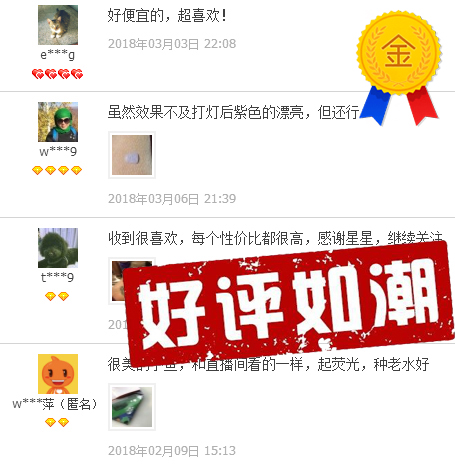 好便宜的，超喜欢！
e***g
2018年03月03日 22:08
金
虽然效果不及打灯后紫色的漂亮，但还行
w***9
2018年03月06日 21:39
收到很喜欢，每个性价比都很高，感谢星星，继续关注
t***9
201
好评如潮
和直播间看的一样，起荧光，种老水好
w***萍（匿名）
2018年02月09日 15:13